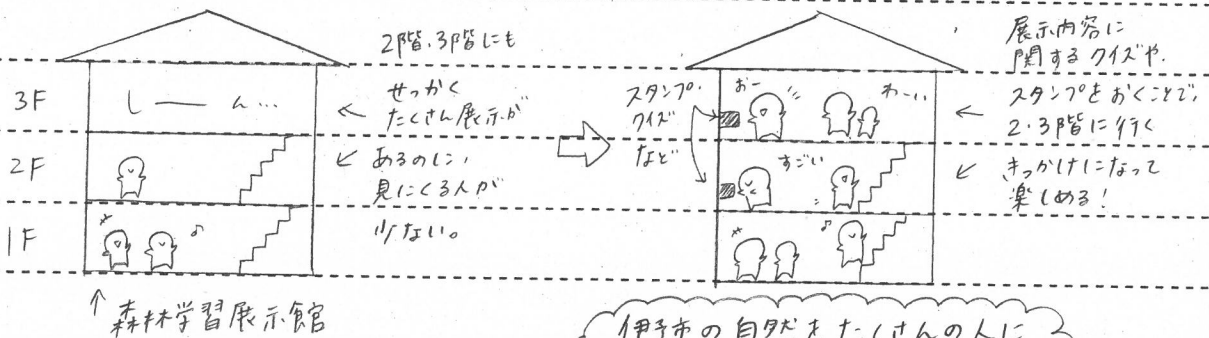 2階、3階にも
せっかく
たくさん展示が
あるのに、
見にくる人が
少ない。
3F
2F
1F
しーーん…
↑森林学習展示館
スタンプ・
クイズ
など
おー
わーい
すごい
展示内容に
関するクイズや、
スタンプをおくことで、
2・3階に行く
きっかけになって
楽しめる!
伊予市の自然をたくさんの人に